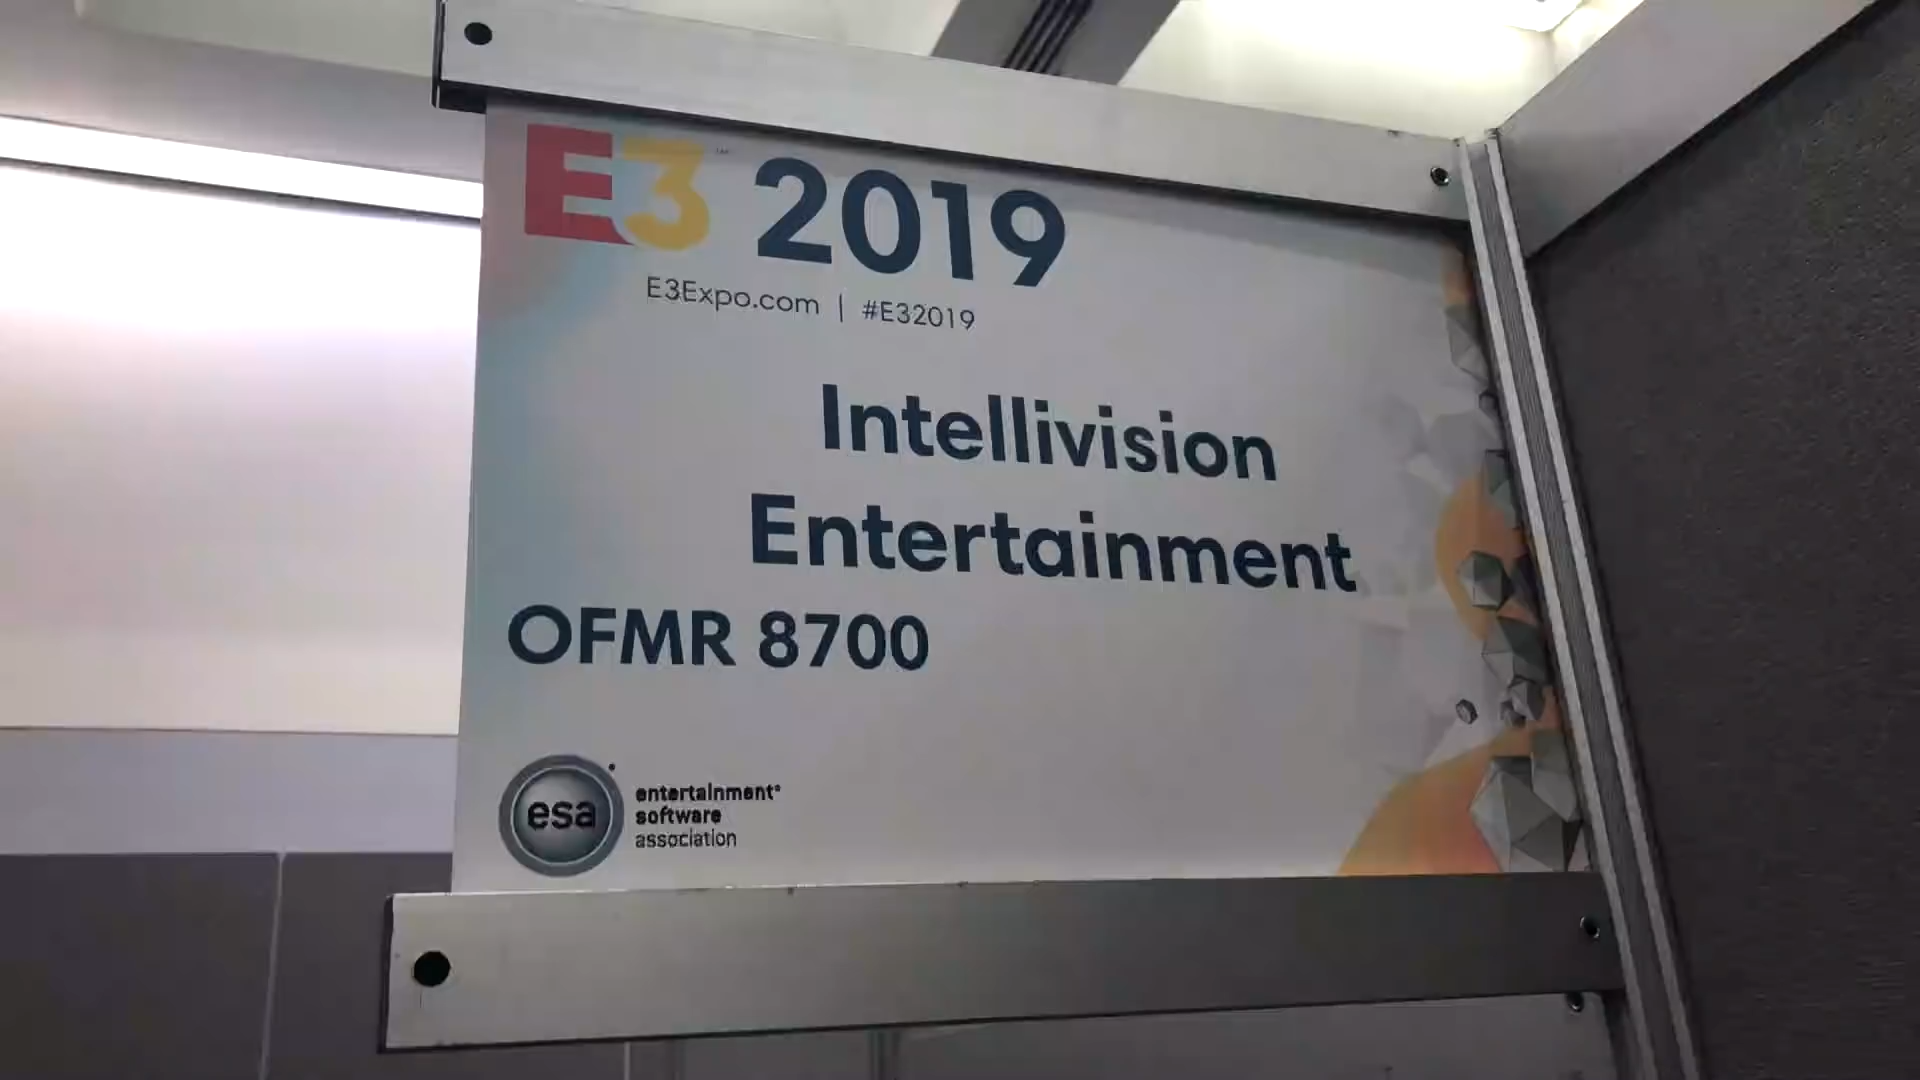 E3 2019
E3Expo.com | #E32019
Intellivision
Entertainment
OFMR 8700
esa
entertainment®
software
association